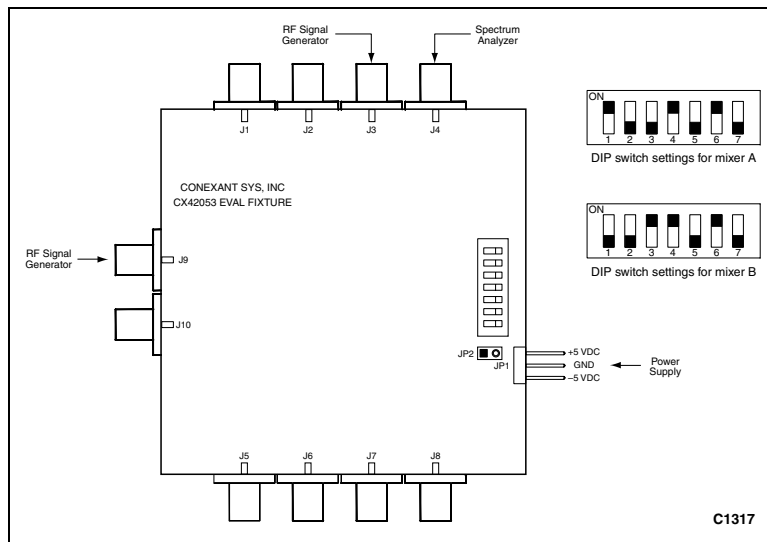 RF Signal
Generator
Spectrum
Analyzer
J1
J2
J3
J4
ON
1 2 3 4 5 6 7
DIP switch settings for mixer A
CONEXANT SYS, INC
CX42053 EVAL FIXTURE
ON
1 2 3 4 5 6 7
DIP switch settings for mixer B
RF Signal
Generator
J9
J10
JP2
JP1
+5 VDC
GND
–5 VDC
Power
Supply
J5
J6
J7
J8
C1317